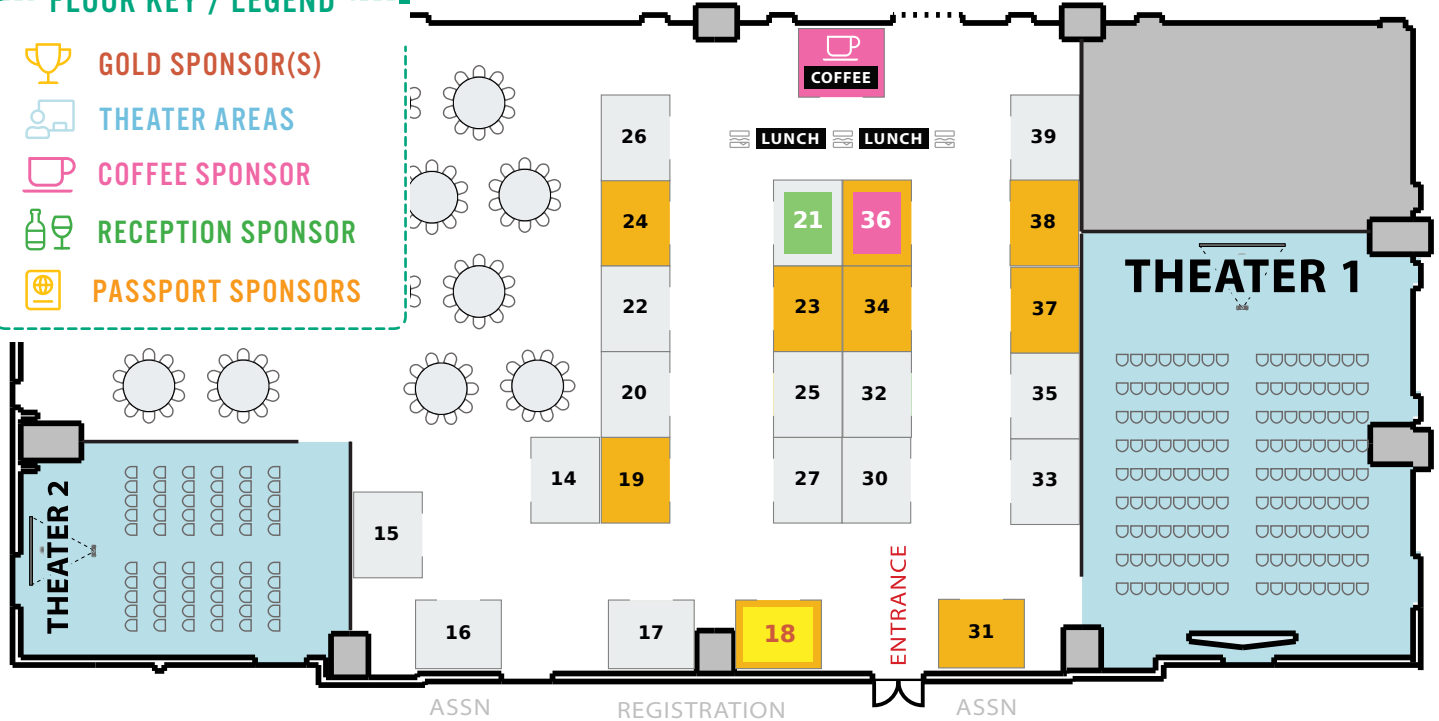 FLOOR KEY / LEGEND
GOLD SPONSOR(S)
THEATER AREAS
COFFEE SPONSOR
RECEPTION SPONSOR
PASSPORT SPONSORS
COFFEE
LUNCH LUNCH
26
39
24
21
36
38
THEATER 1
22
23
34
37
20
25
32
35
14
19
27
30
33
THEATER 2
15
16
17
18
ENTRANCE
31
ASSN
REGISTRATION
ASSN